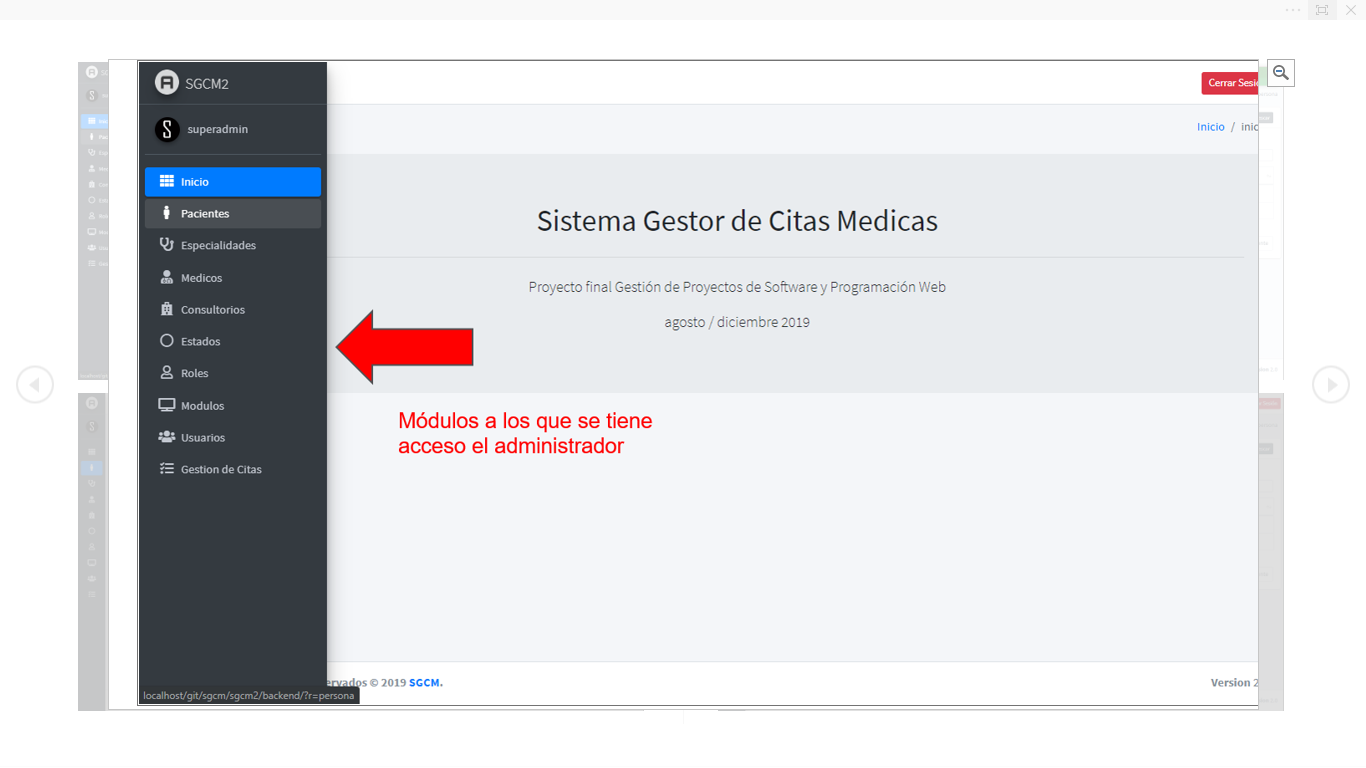 SGCM2
superadmin
Inicio
Pacientes
Especialidades
Medicos
Consultorios
Estados
Roles
Modulos
Usuarios
Gestion de Citas
Cerrar Sesi
Inicio / inic
Sistema Gestor de Citas Medicas
Proyecto final Gestión de Proyectos de Software y Programación Web
agosto / diciembre 2019
Módulos a los que se tiene
acceso el administrador
ervados © 2019 SGCM.
Version 2
localhost/git/sgcm/sgcm2/backend/?r=persona